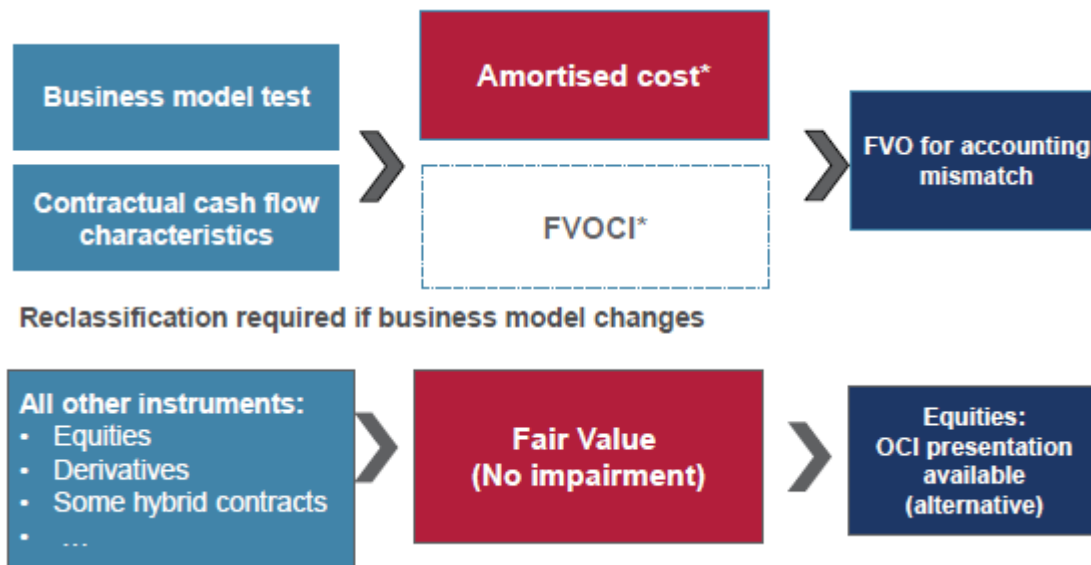 Business model test
Contractual cash flow
characteristics
Amortised cost*
FVOCI*
FVO for accounting
mismatch
Reclassification required if business model changes
All other instruments:
• Equities
• Derivatives
• Some hybrid contracts
• ...
Fair Value
(No impairment)
Equities:
OCI presentation
available
(alternative)